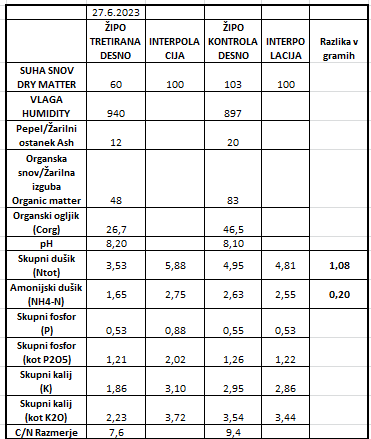 27.6.2023
ŽIPO TRETIRANA DESNO INTERPOLA CIJA ŽIPO KONTROLA DESNO INTERPO LACIJA Razlika v gramih
SUHA SNOV DRY MATTER 60 100 103 100
VLAGA HUMIDITY 940 897
Pepel/Žarilni ostanek Ash 12 20
Organska snov/Žarilna izguba Organic matter 48 83
Organski ogljik (Corg) 26,7 46,5
pH 8,20 8,10
Skupni dušik (Ntot) 3,53 5,88 4,95 4,81 1,08
Amonijski dušik (NH4-N) 1,65 2,75 2,63 2,55 0,20
Skupni fosfor (P) 0,53 0,88 0,55 0,53
Skupni fosfor (kot P2O5) 1,21 2,02 1,26 1,22
Skupni kalij (K) 1,86 3,10 2,95 2,86
Skupni kalij (kot K2O) 2,23 3,72 3,54 3,44
C/N Razmerje 7,6 9,4